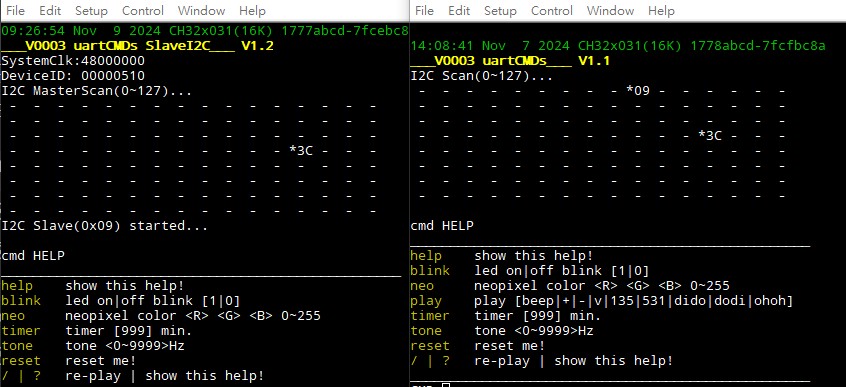 File Edit Setup Control Window Help
09:26:54 Nov  9 2024 CH32x031(16K) 1777abcd-7fcebc8
____V0003 uartCMDs SlaveI2C____ V1.2
SystemClk:48000000
DeviceID: 00000510
I2C MasterScan(0~127)...
- - - - - - - - - - - - - - - -
- - - - - - - - - - - - - - - -
- - - - - - - - - - - - - - - -
- - - - - - - - - - - - *3C - - -
- - - - - - - - - - - - - - - -
- - - - - - - - - - - - - - - -
- - - - - - - - - - - - - - - -
- - - - - - - - - - - - - - - -
I2C Slave(0x09) started...
cmd HELP
help show this help!
blink led on|off blink [1|0]
neo neopixel color <R> <G> <B> 0~255
timer timer [999] min.
tone tone <0~9999>Hz
reset reset me!
/ | ? re-play | show this help!
File Edit Setup Control Window Help
14:08:41 Nov  7 2024 CH32x031(16K) 1778abcd-7fcfbc8a
____V0003 uartCMDs____ V1.1
I2C Scan(0~127)...
- - - - - - - - - *09 - - - - - -
- - - - - - - - - - - - - - - -
- - - - - - - - - - - - - - - -
- - - - - - - - - - - - *3C - - -
- - - - - - - - - - - - - - - -
- - - - - - - - - - - - - - - -
- - - - - - - - - - - - - - - -
- - - - - - - - - - - - - - - -
cmd HELP
help show this help!
blink led on|off blink [1|0]
neo neopixel color <R> <G> <B> 0~255
play play [beep|+|-|v|135|531|dido|dodi|ohoh]
timer timer [999] min.
tone tone <0~9999>Hz
reset reset me!
/ | ? re-play | show this help!